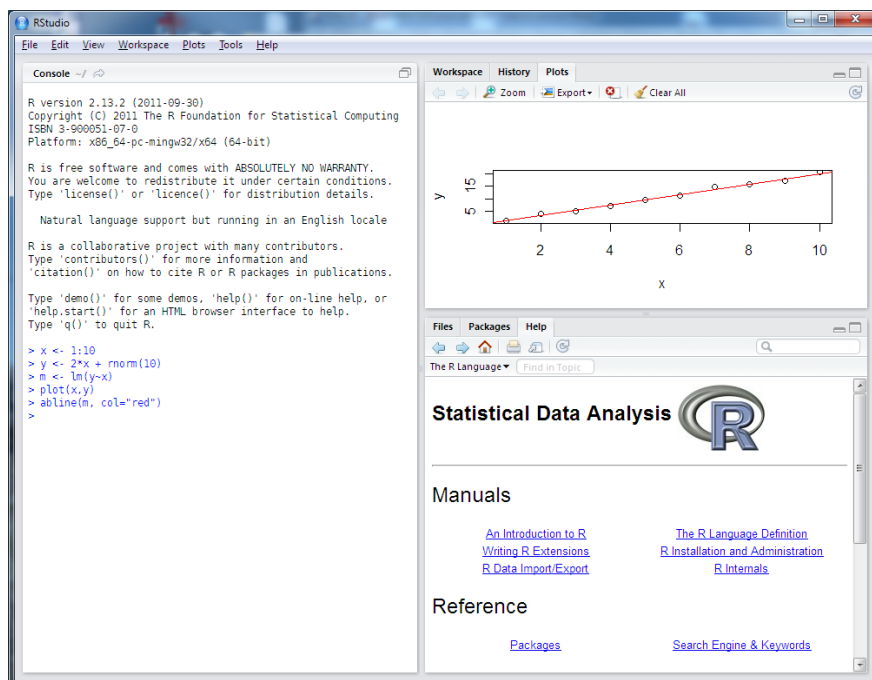 RStudio
File Edit View Workspace Plots Tools Help
Console ~/
R version 2.13.2 (2011-09-30)
Copyright (C) 2011 The R Foundation for Statistical Computing
ISBN 3-900051-07-0
Platform: x86_64-pc-mingw32/x64 (64-bit)
R is free software and comes with ABSOLUTELY NO WARRANTY.
You are welcome to redistribute it under certain conditions.
Type 'license()' or 'licence()' for distribution details.
Natural language support but running in an English locale
R is a collaborative project with many contributors.
Type 'contributors()' for more information and
'citation()' on how to cite R or R packages in publications.
Type 'demo()' for some demos, 'help()' for on-line help, or
'help.start()' for an HTML browser interface to help.
Type 'q()' to quit R.
> x <- 1:10
> y <- 2*x + rnorm(10)
> m <- lm(y~x)
> plot(x,y)
> abline(m, col="red")
>
Workspace History Plots
Zoom Export Clear All
y
15
5
2 4 6 8 10
x
Files Packages Help
The R Language Find in Topic
Statistical Data Analysis R
Manuals
An Introduction to R The R Language Definition
Writing R Extensions R Installation and Administration
R Data Import/Export R Internals
Reference
Packages Search Engine & Keywords